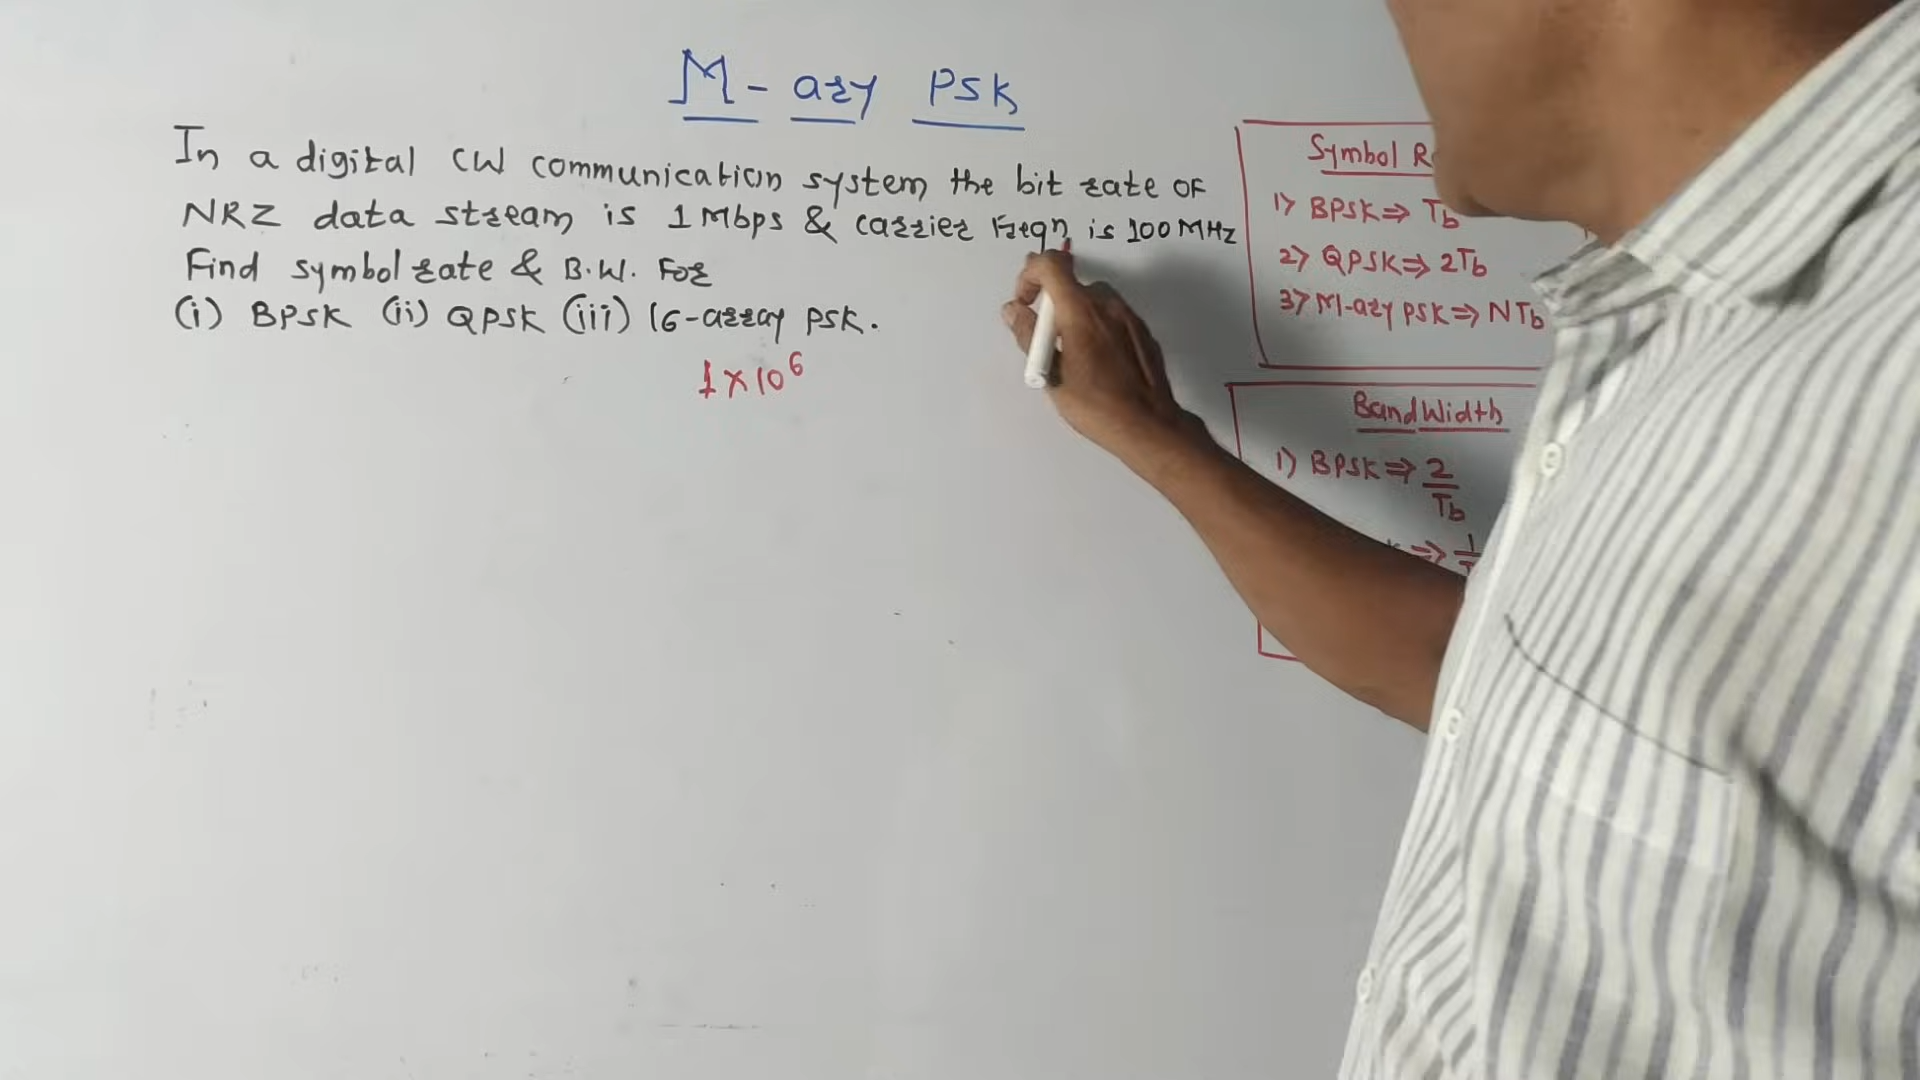 M-ary PSK
In a digital CW communication system the bit rate of
NRZ data stream is 1 Mbps & carrier freqn is 100 MHz
Find symbol rate & B.W. For
(i) BPSK (ii) QPSK (iii) 16-array PSK.
1 × 10⁶
Symbol
1) BPSK ⇒ Tb
2) QPSK ⇒ 2Tb
3) M-ary PSK ⇒ NTb
BandWidth
1) BPSK ⇒ 2/Tb